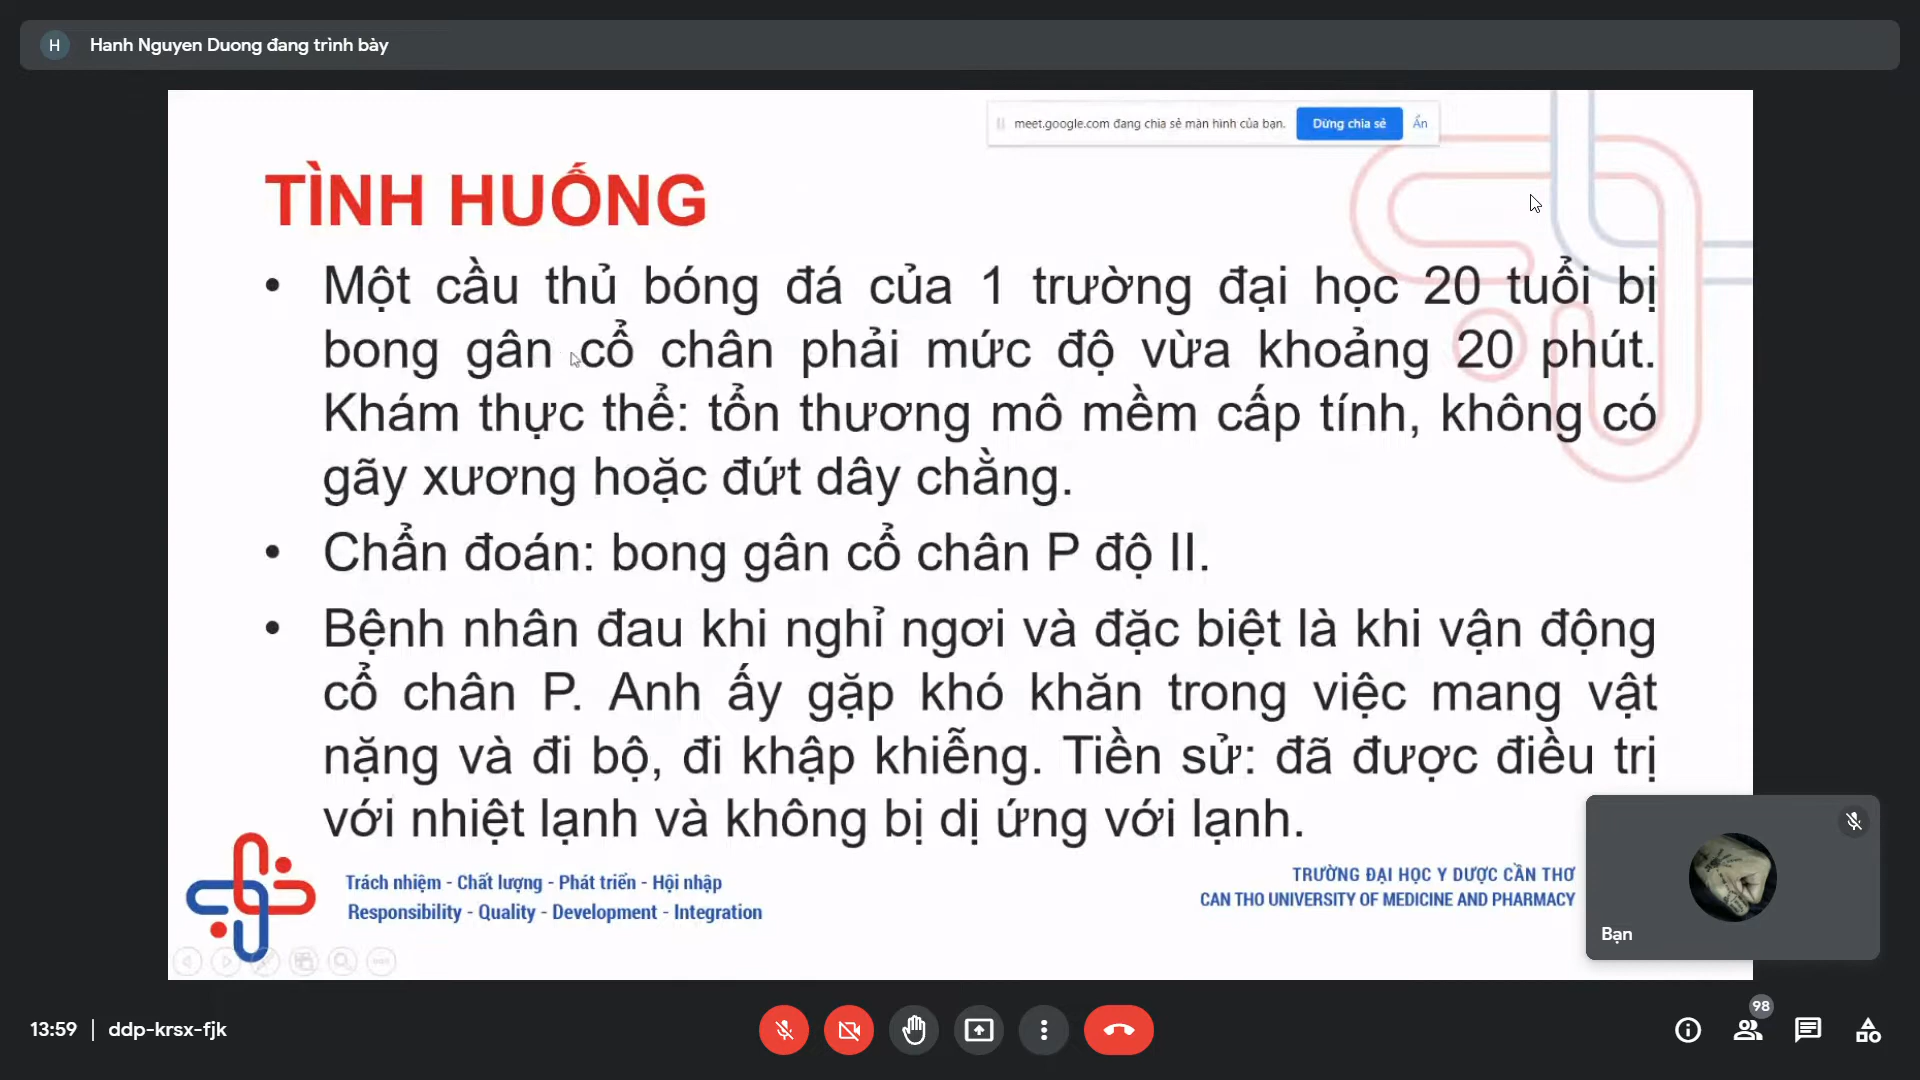 H Hanh Nguyen Duong đang trình bày
meet.google.com đang chia sẻ màn hình của bạn. Dừng chia sẻ Ẩn
TÌNH HUỐNG
• Một cầu thủ bóng đá của 1 trường đại học 20 tuổi bị
bong gân cổ chân phải mức độ vừa khoảng 20 phút.
Khám thực thể: tổn thương mô mềm cấp tính, không có
gãy xương hoặc đứt dây chằng.
• Chẩn đoán: bong gân cổ chân P độ II.
• Bệnh nhân đau khi nghỉ ngơi và đặc biệt là khi vận động
cổ chân P. Anh ấy gặp khó khăn trong việc mang vật
nặng và đi bộ, đi khập khiễng. Tiền sử: đã được điều trị
với nhiệt lạnh và không bị dị ứng với lạnh.
Trách nhiệm - Chất lượng - Phát triển - Hội nhập
Responsibility - Quality - Development - Integration
TRƯỜNG ĐẠI HỌC Y DƯỢC CẦN THƠ
CAN THO UNIVERSITY OF MEDICINE AND PHARMACY
Bạn
13:59 | ddp-krsx-fjk
98